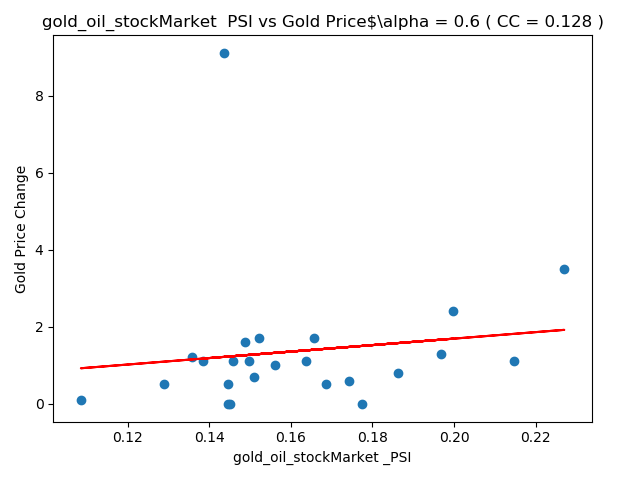 gold_oil_stockMarket  PSI vs Gold Price$\alpha = 0.6 ( CC = 0.128 )
Gold Price Change
8
6
4
2
0
0.12 0.14 0.16 0.18 0.20 0.22
gold_oil_stockMarket _PSI